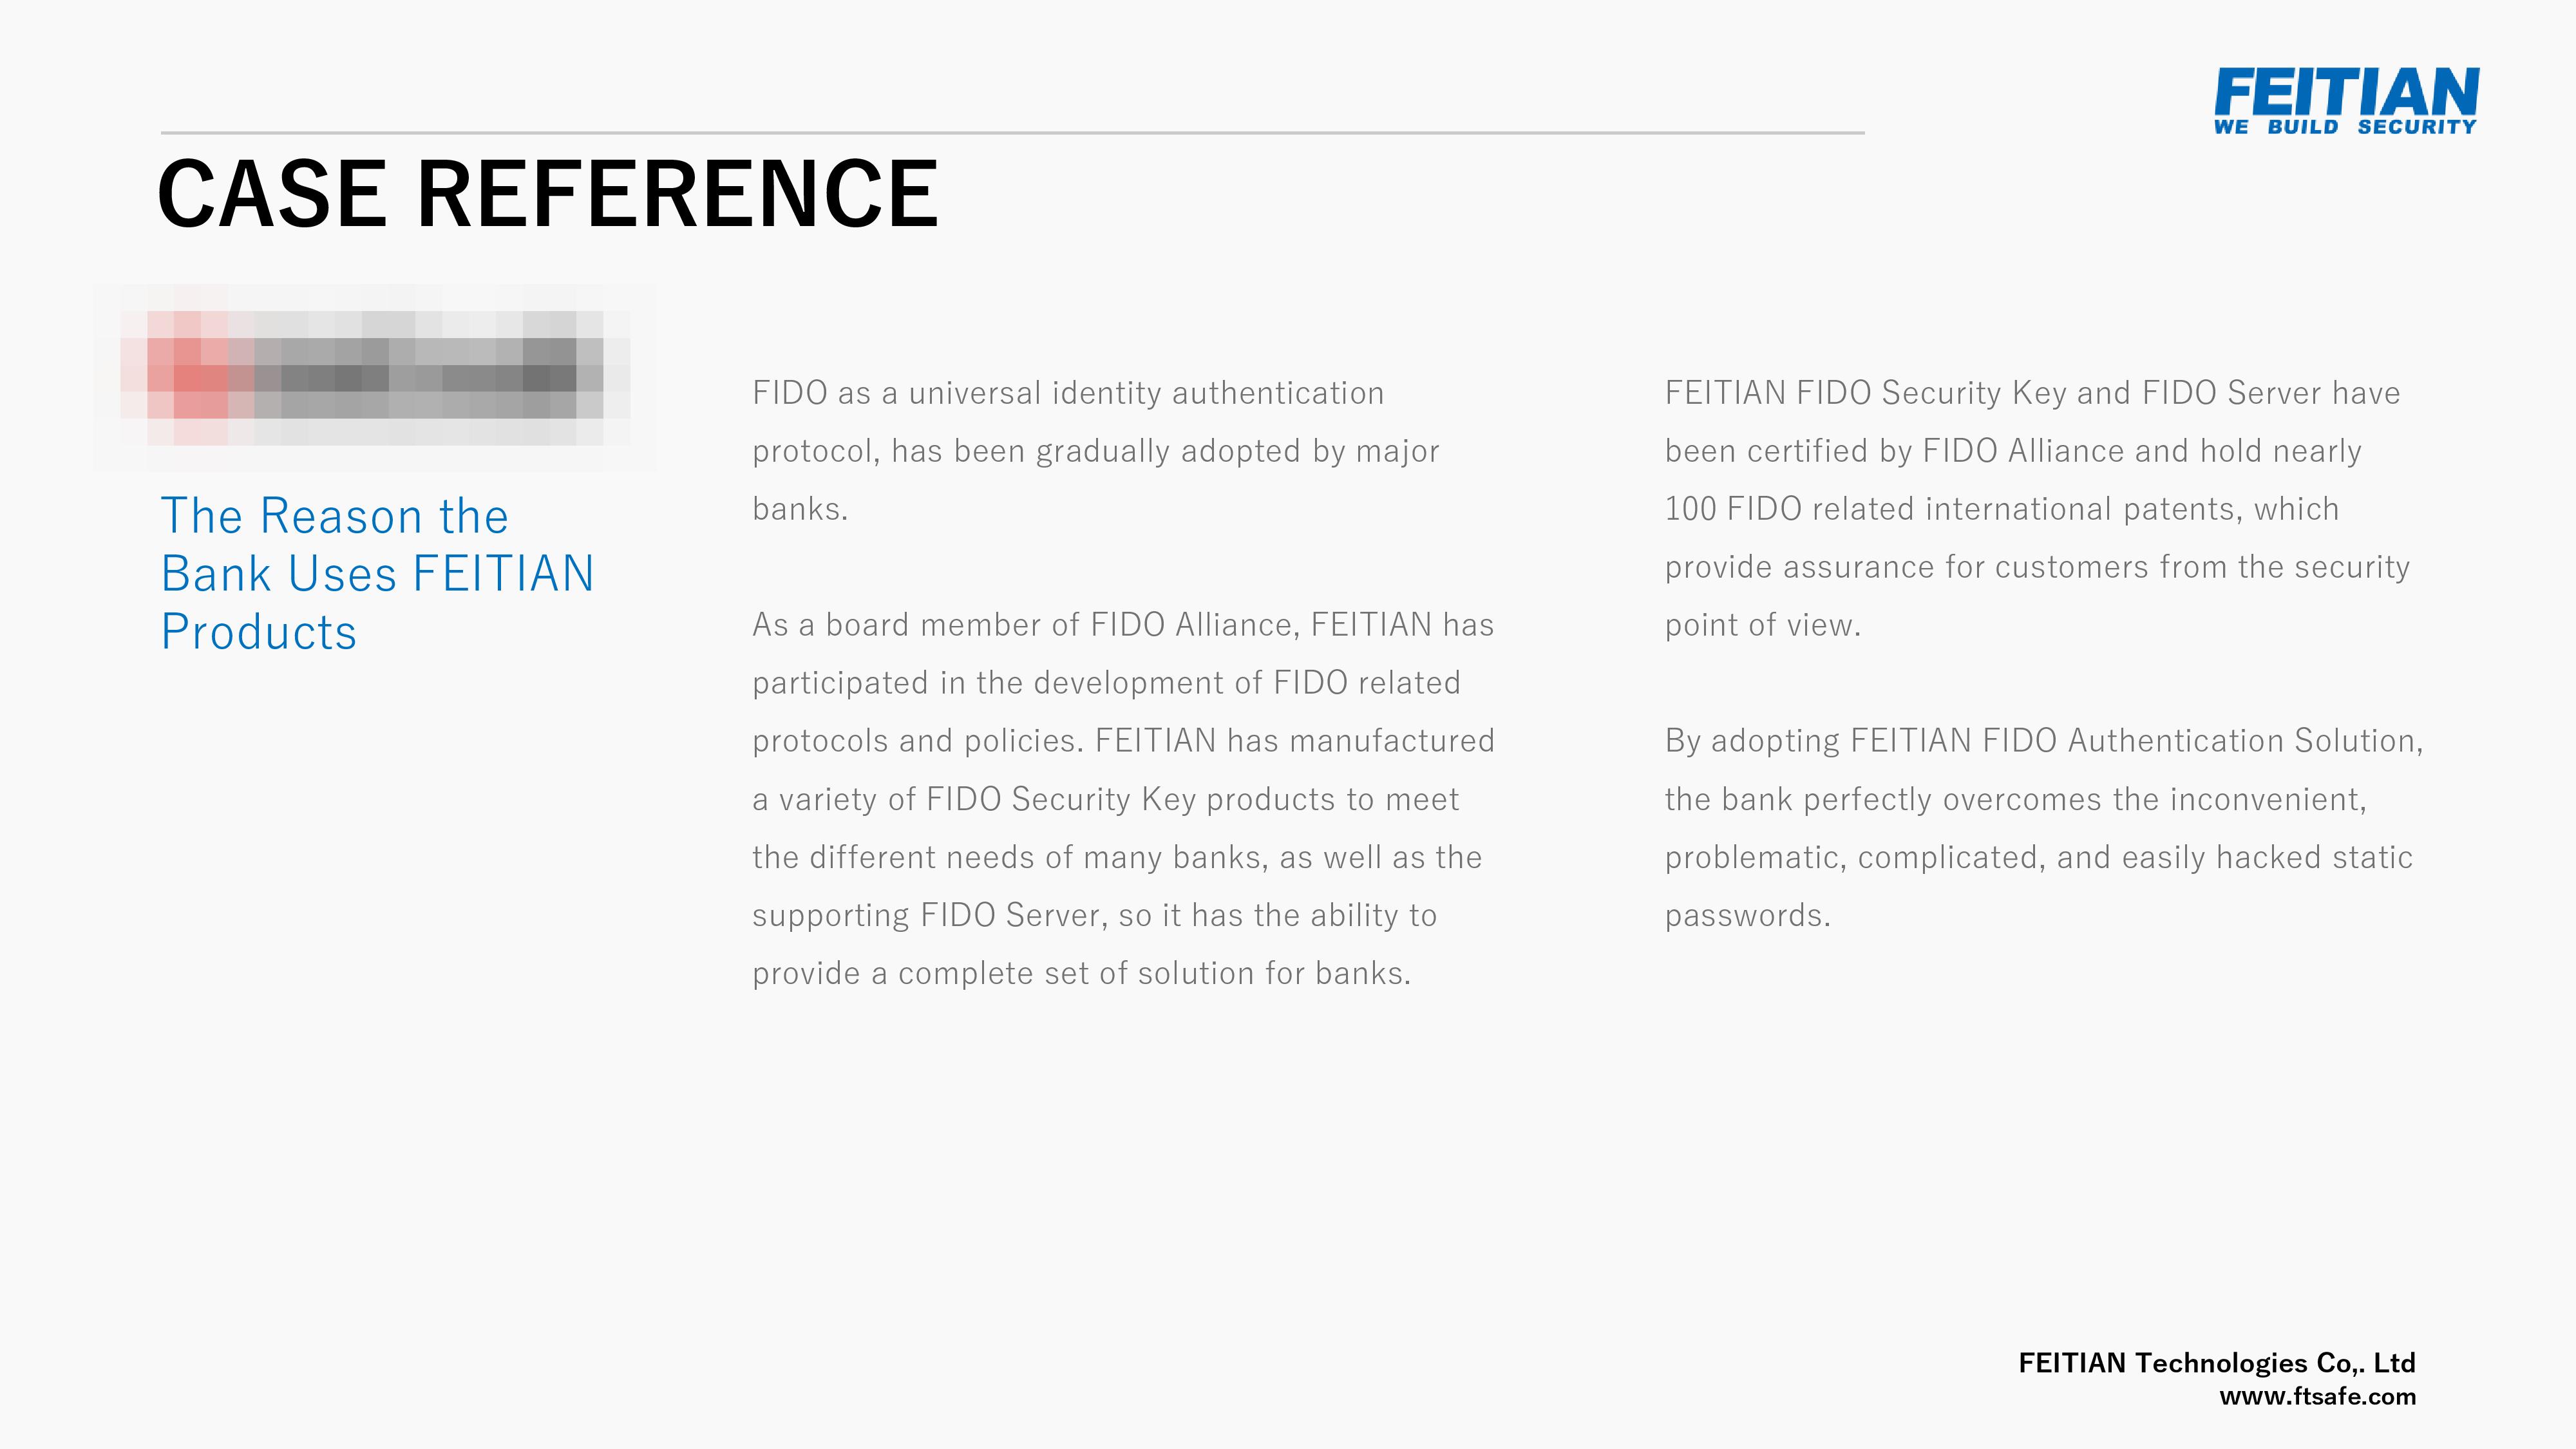 FEITIAN
WE BUILD SECURITY
CASE REFERENCE
The Reason the
Bank Uses FEITIAN
Products
FIDO as a universal identity authentication
protocol, has been gradually adopted by major
banks.
As a board member of FIDO Alliance, FEITIAN has
participated in the development of FIDO related
protocols and policies. FEITIAN has manufactured
a variety of FIDO Security Key products to meet
the different needs of many banks, as well as the
supporting FIDO Server, so it has the ability to
provide a complete set of solution for banks.
FEITIAN FIDO Security Key and FIDO Server have
been certified by FIDO Alliance and hold nearly
100 FIDO related international patents, which
provide assurance for customers from the security
point of view.
By adopting FEITIAN FIDO Authentication Solution,
the bank perfectly overcomes the inconvenient,
problematic, complicated, and easily hacked static
passwords.
FEITIAN Technologies Co,. Ltd
www.ftsafe.com